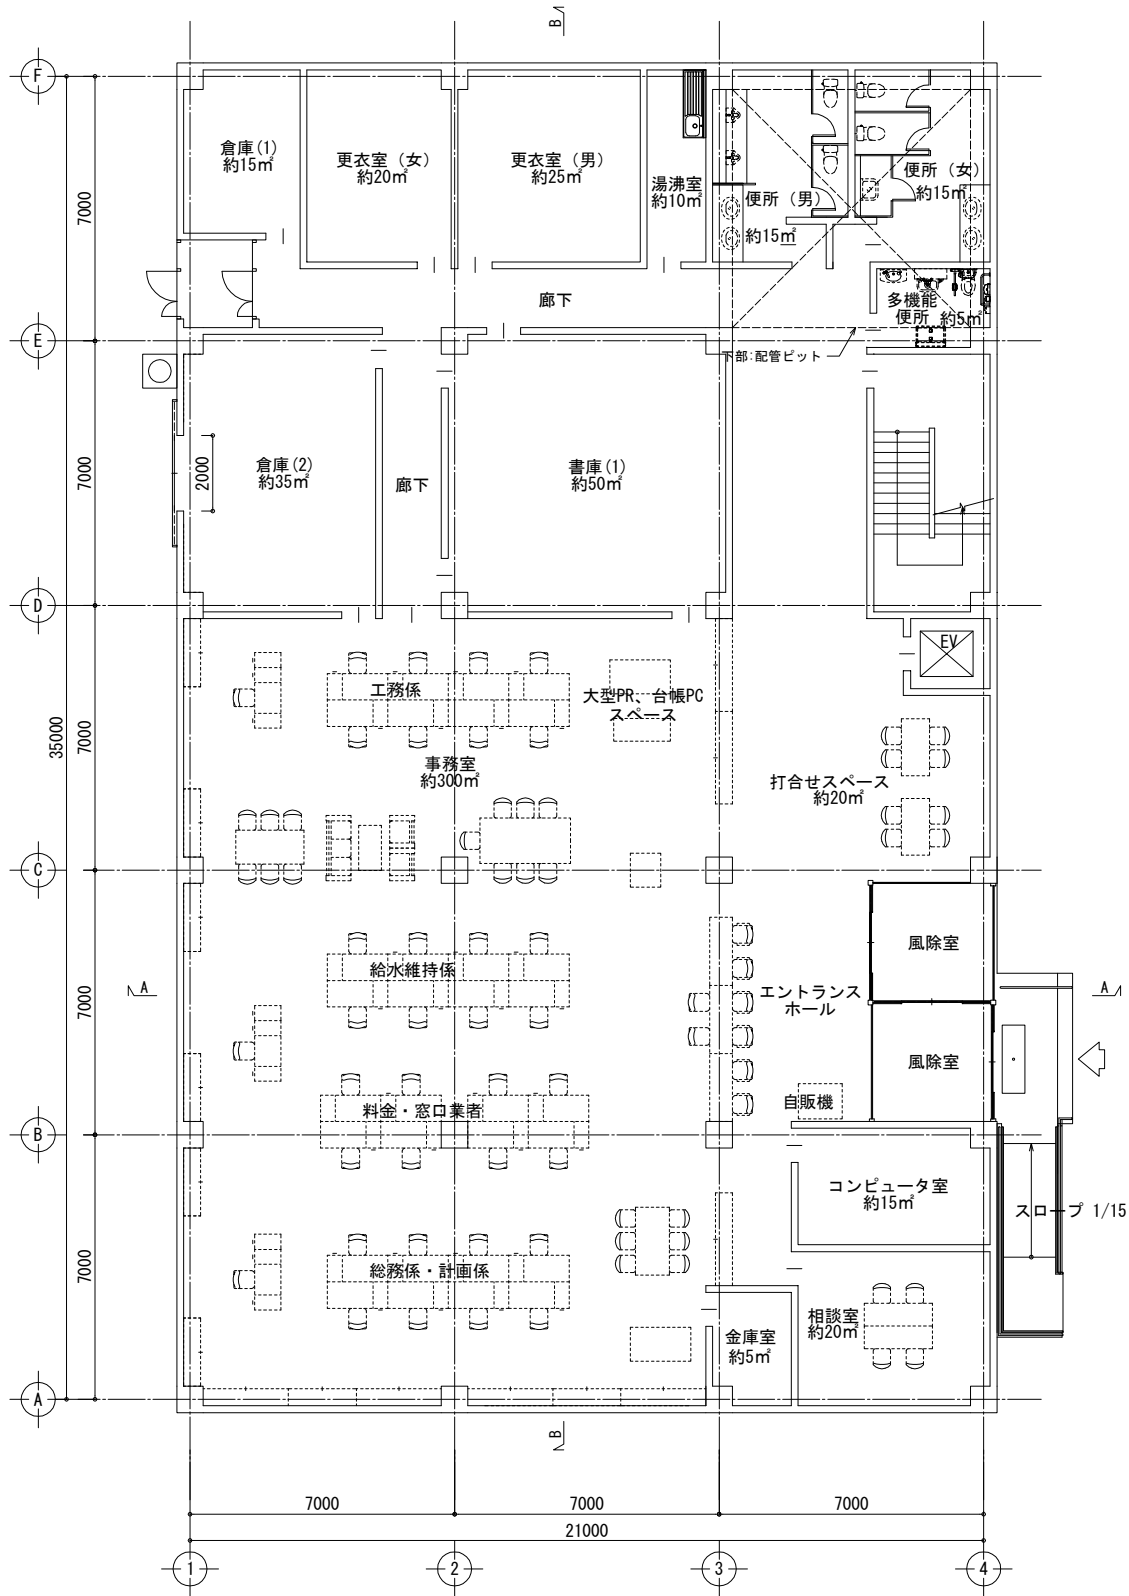 B
F
倉庫(1)
約15㎡
更衣室（女）
約20㎡
更衣室（男）
約25㎡
湯沸室
約10㎡
便所（男）
約15㎡
便所（女）
約15㎡
7000
廊下
多機能
便所 約5㎡
E
下部:配管ピット
7000
2000
倉庫(2)
約35㎡
廊下
書庫(1)
約50㎡
D
EV
工務係
大型PR、台帳PC
スペース
35000
7000
事務室
約300㎡
打合せスペース
約20㎡
C
風除室
給水維持係
A
エントランス
ホール
A
7000
風除室
自販機
料金・窓口業者
B
コンピュータ室
約15㎡
スロープ 1/15
7000
総務係・計画係
相談室
約20㎡
金庫室
約5㎡
A
B
7000
7000
7000
21000
1
2
3
4